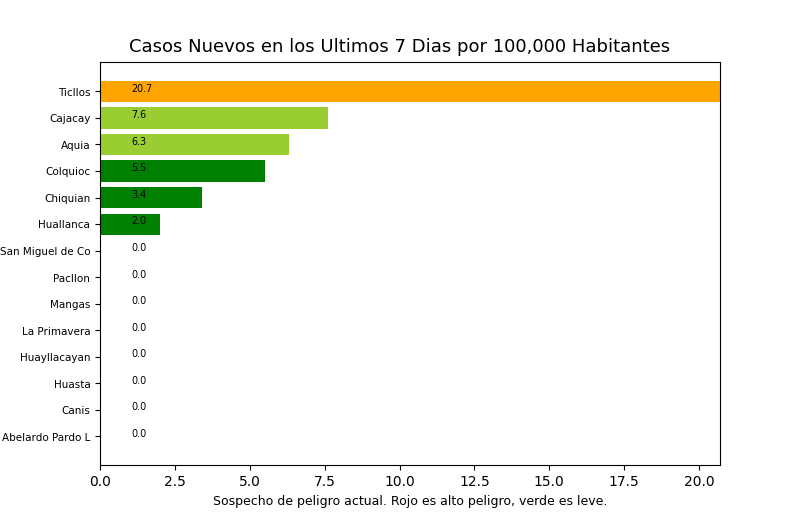 Casos Nuevos en los Ultimos 7 Dias por 100,000 Habitantes
Ticllos 20.7
Cajacay 7.6
Aquia 6.3
Colquioc 5.5
Chiquian 3.4
Huallanca 2.0
San Miguel de Co 0.0
Pacllon 0.0
Mangas 0.0
La Primavera 0.0
Huayllacayan 0.0
Huasta 0.0
Canis 0.0
Abelardo Pardo L 0.0
0.0 2.5 5.0 7.5 10.0 12.5 15.0 17.5 20.0
Sospecho de peligro actual. Rojo es alto peligro, verde es leve.